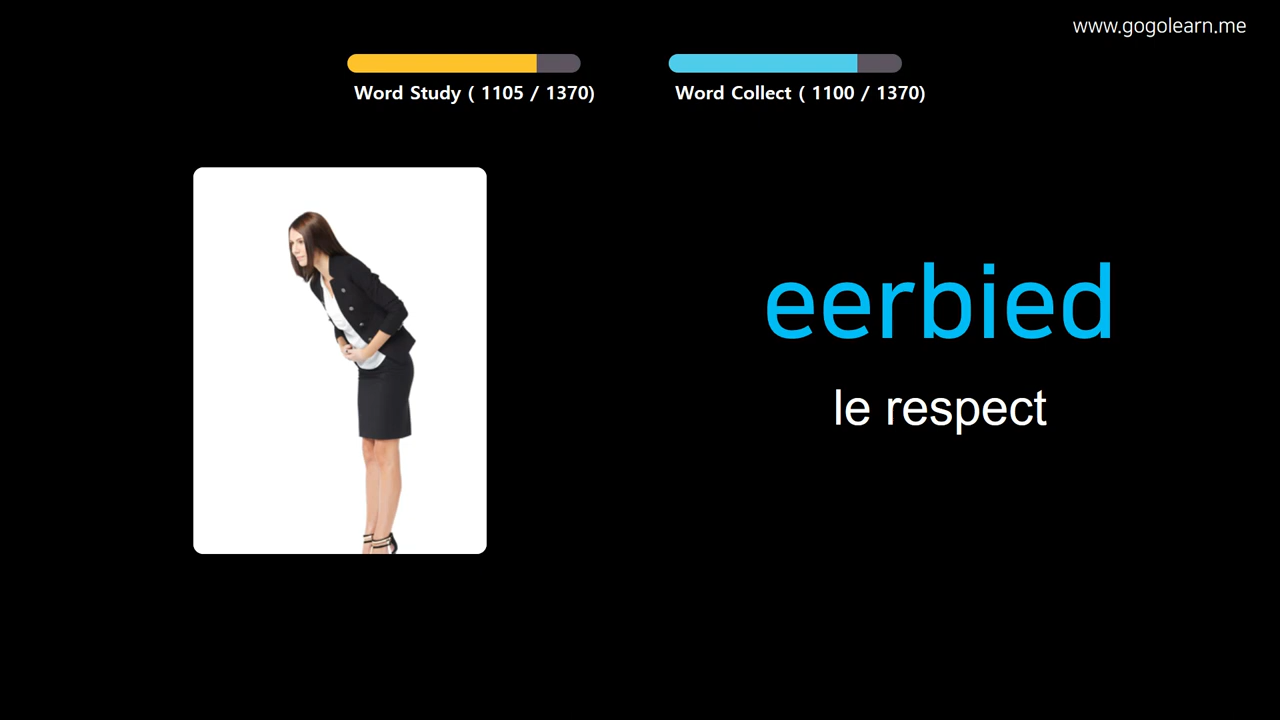 www.gogolearn.me
Word Study ( 1105 / 1370)
Word Collect ( 1100 / 1370)
eerbied
le respect